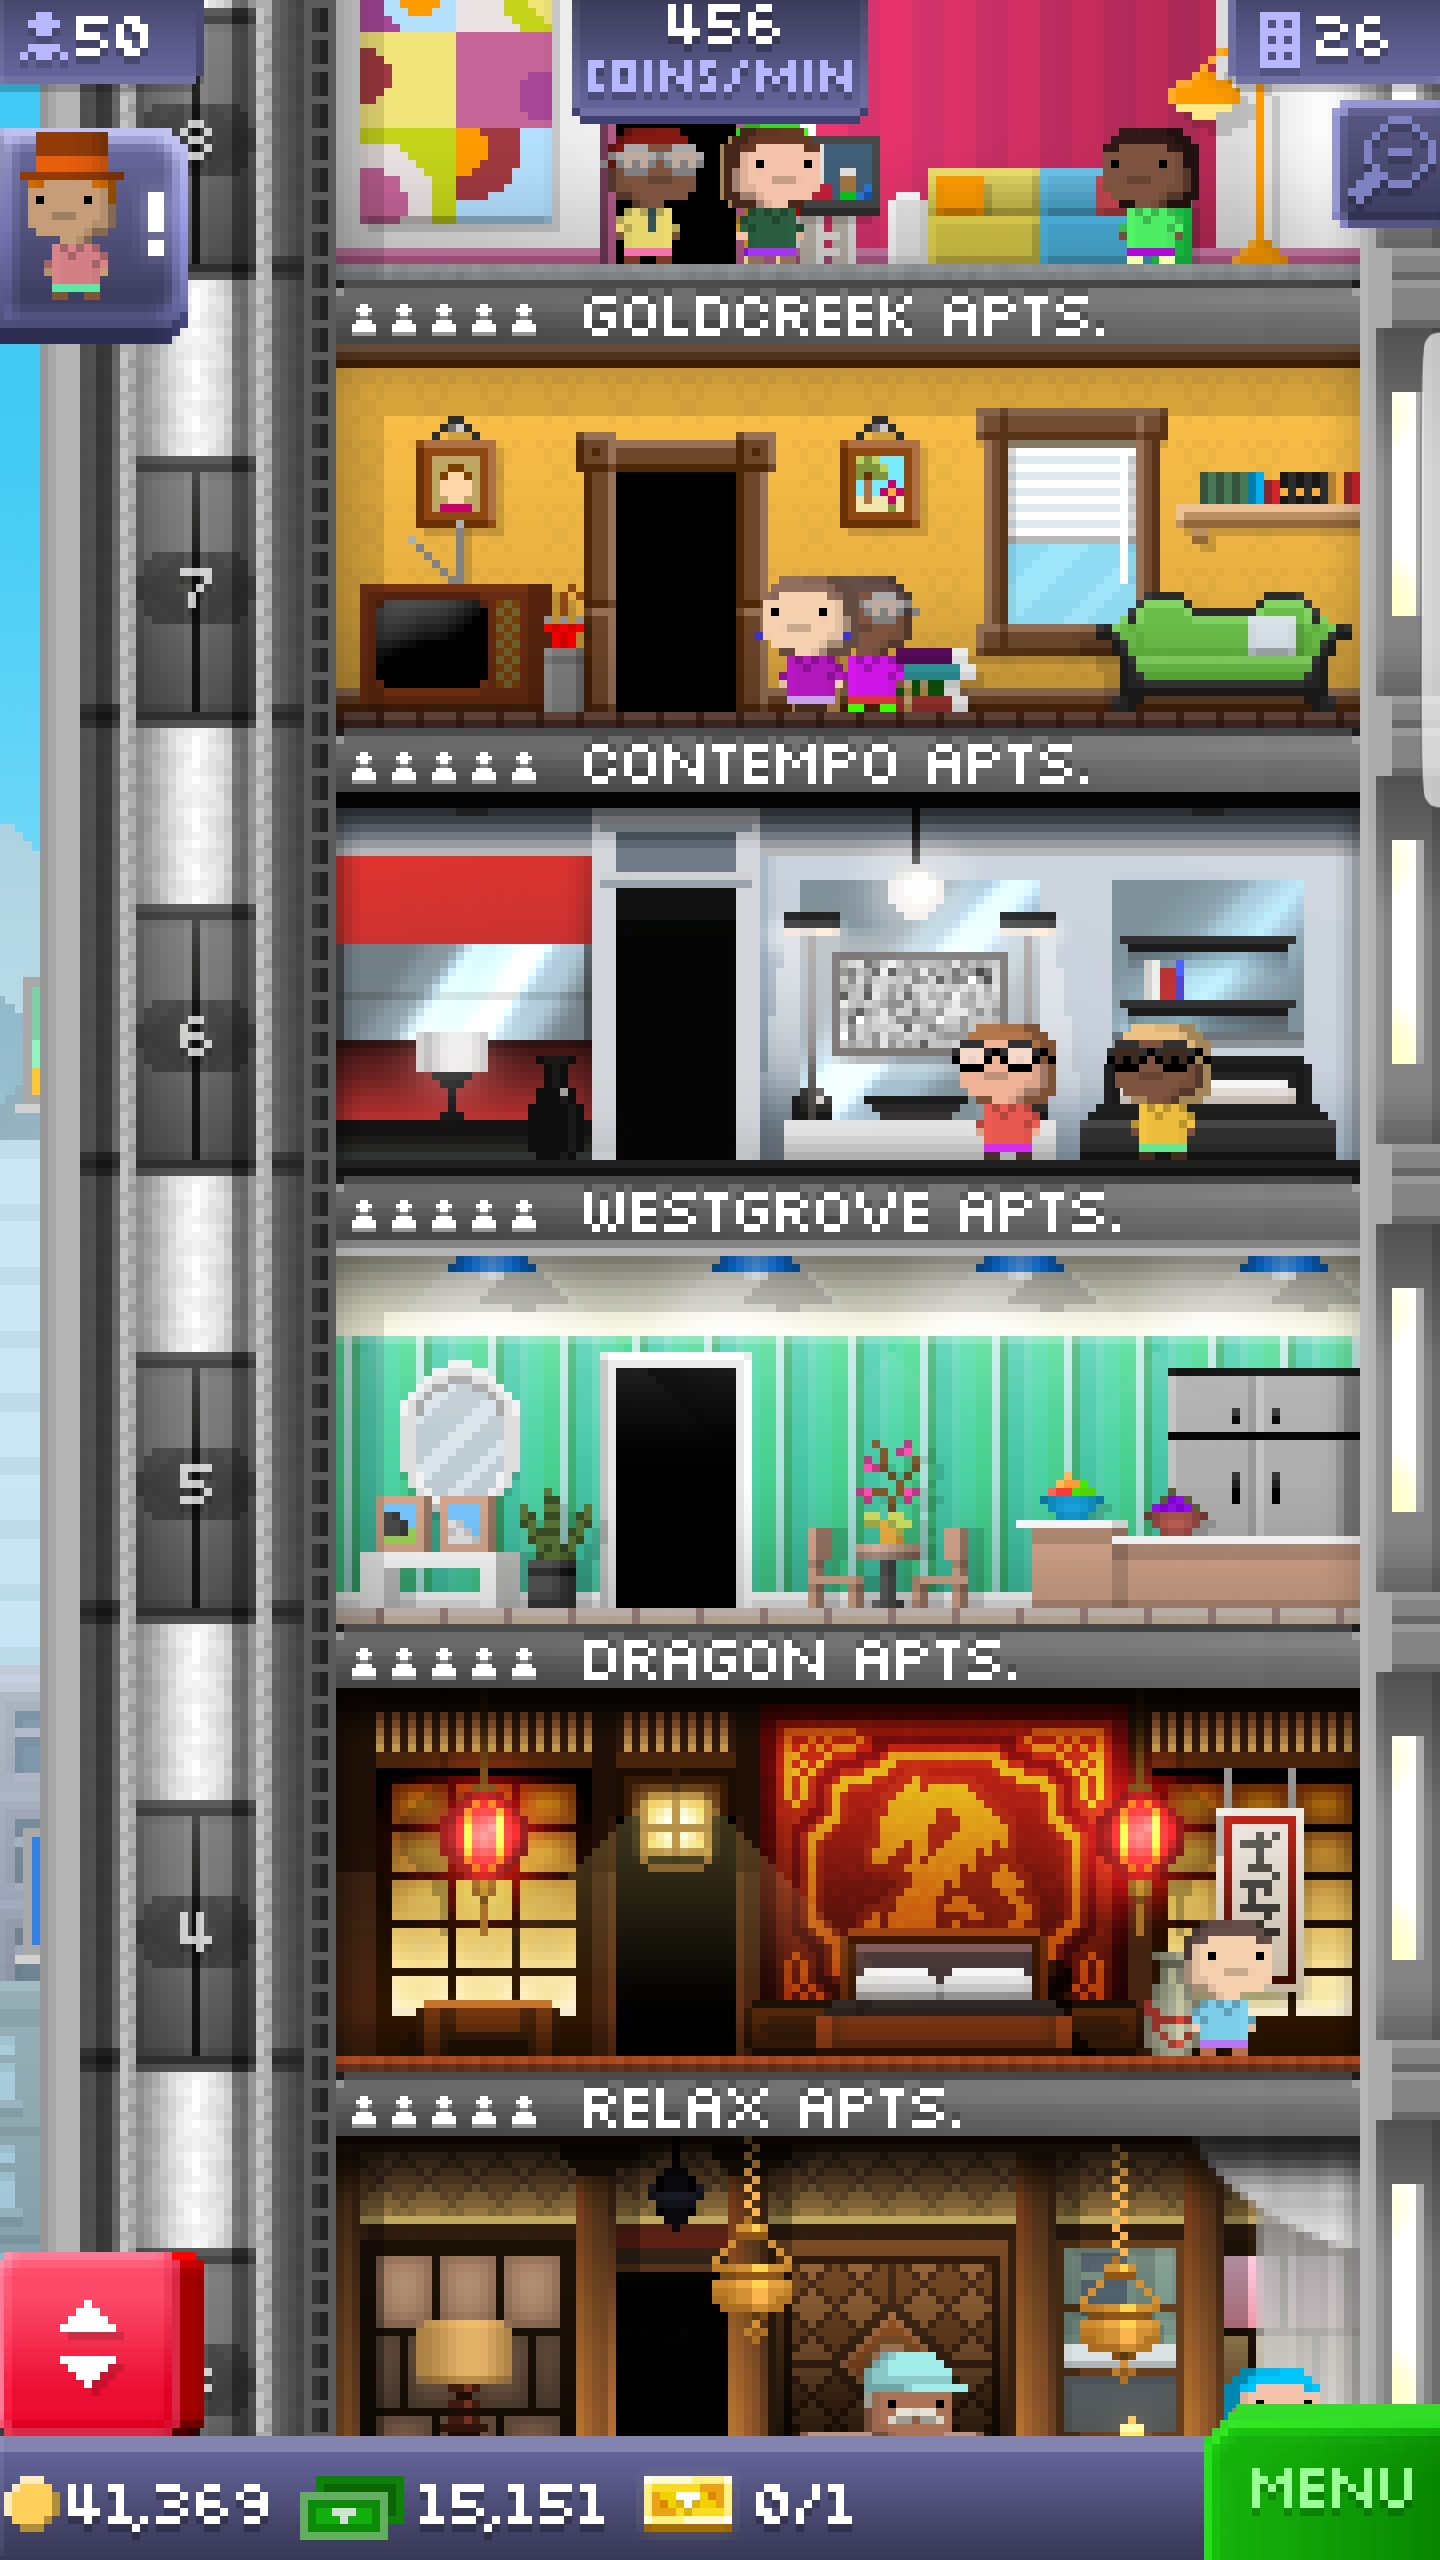 50
456
COINS/MIN
26
8
!
GOLDCREEK APTS.
7
CONTEMPO APTS.
6
WESTGROVE APTS.
5
DRAGON APTS.
4
RELAX APTS.
41,369
15,151
0/1
MENU